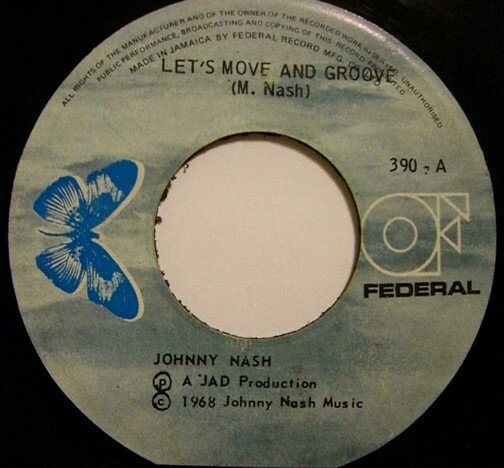 ALL RIGHTS OF THE MANUFACTURER AND OF THE OWNER OF THE RECORDED WORK RESERVED. UNAUTHORISED
PUBLIC PERFORMANCE, BROADCASTING AND COPYING OF THIS RECORD PROHIBITED
MADE IN JAMAICA BY FEDERAL RECORD MFG. CO.
LET'S MOVE AND GROOVE
(M. Nash)
390 - A
FEDERAL
JOHNNY NASH
Ⓟ A JAD Production
© 1968 Johnny Nash Music